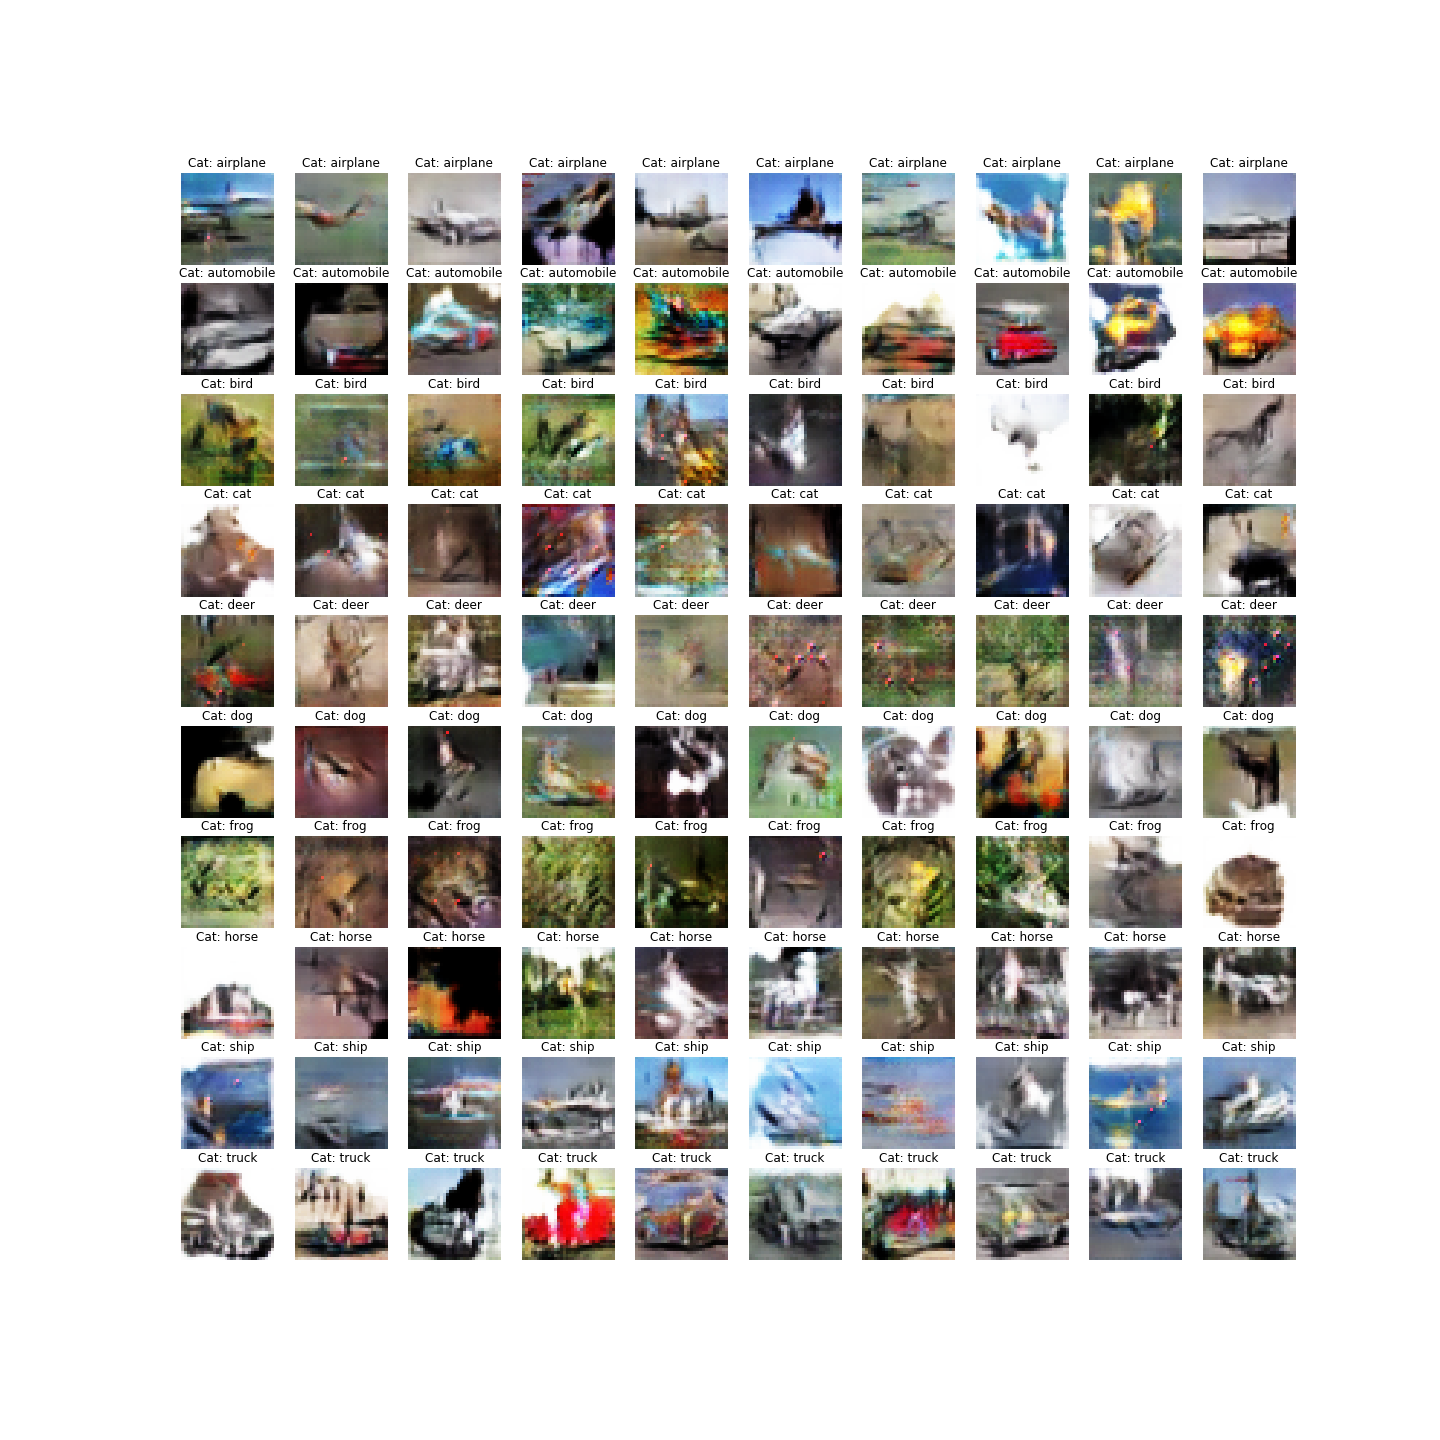 Cat: airplane Cat: airplane Cat: airplane Cat: airplane Cat: airplane Cat: airplane Cat: airplane Cat: airplane Cat: airplane Cat: airplane
Cat: automobile Cat: automobile Cat: automobile Cat: automobile Cat: automobile Cat: automobile Cat: automobile Cat: automobile Cat: automobile Cat: automobile
Cat: bird Cat: bird Cat: bird Cat: bird Cat: bird Cat: bird Cat: bird Cat: bird Cat: bird Cat: bird
Cat: cat Cat: cat Cat: cat Cat: cat Cat: cat Cat: cat Cat: cat Cat: cat Cat: cat Cat: cat
Cat: deer Cat: deer Cat: deer Cat: deer Cat: deer Cat: deer Cat: deer Cat: deer Cat: deer Cat: deer
Cat: dog Cat: dog Cat: dog Cat: dog Cat: dog Cat: dog Cat: dog Cat: dog Cat: dog Cat: dog
Cat: frog Cat: frog Cat: frog Cat: frog Cat: frog Cat: frog Cat: frog Cat: frog Cat: frog Cat: frog
Cat: horse Cat: horse Cat: horse Cat: horse Cat: horse Cat: horse Cat: horse Cat: horse Cat: horse Cat: horse
Cat: ship Cat: ship Cat: ship Cat: ship Cat: ship Cat: ship Cat: ship Cat: ship Cat: ship Cat: ship
Cat: truck Cat: truck Cat: truck Cat: truck Cat: truck Cat: truck Cat: truck Cat: truck Cat: truck Cat: truck